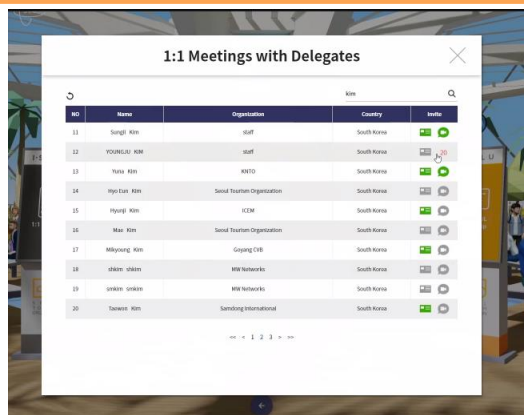 1:1 Meetings with Delegates
kim
NO Name Organization Country Invite
11 Sungil Kim staff South Korea
12 YOUNGJU KIM staff South Korea 20
13 Yuna Kim KNTO South Korea
14 Hyo Eun Kim Seoul Tourism Organization South Korea
15 Hyunji Kim ICEM South Korea
16 Max Kim Seoul Tourism Organization South Korea
17 Mikyoung Kim Goyang CVB South Korea
18 shkim shkim MW Networks South Korea
19 smkim smkim MW Networks South Korea
20 Taewon Kim Samdong International South Korea
<< < 1 2 3 > >>